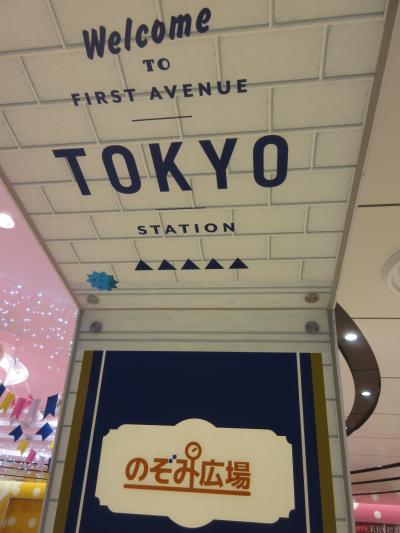 Welcome
TO
FIRST AVENUE
TOKYO
STATION
のぞみ広場